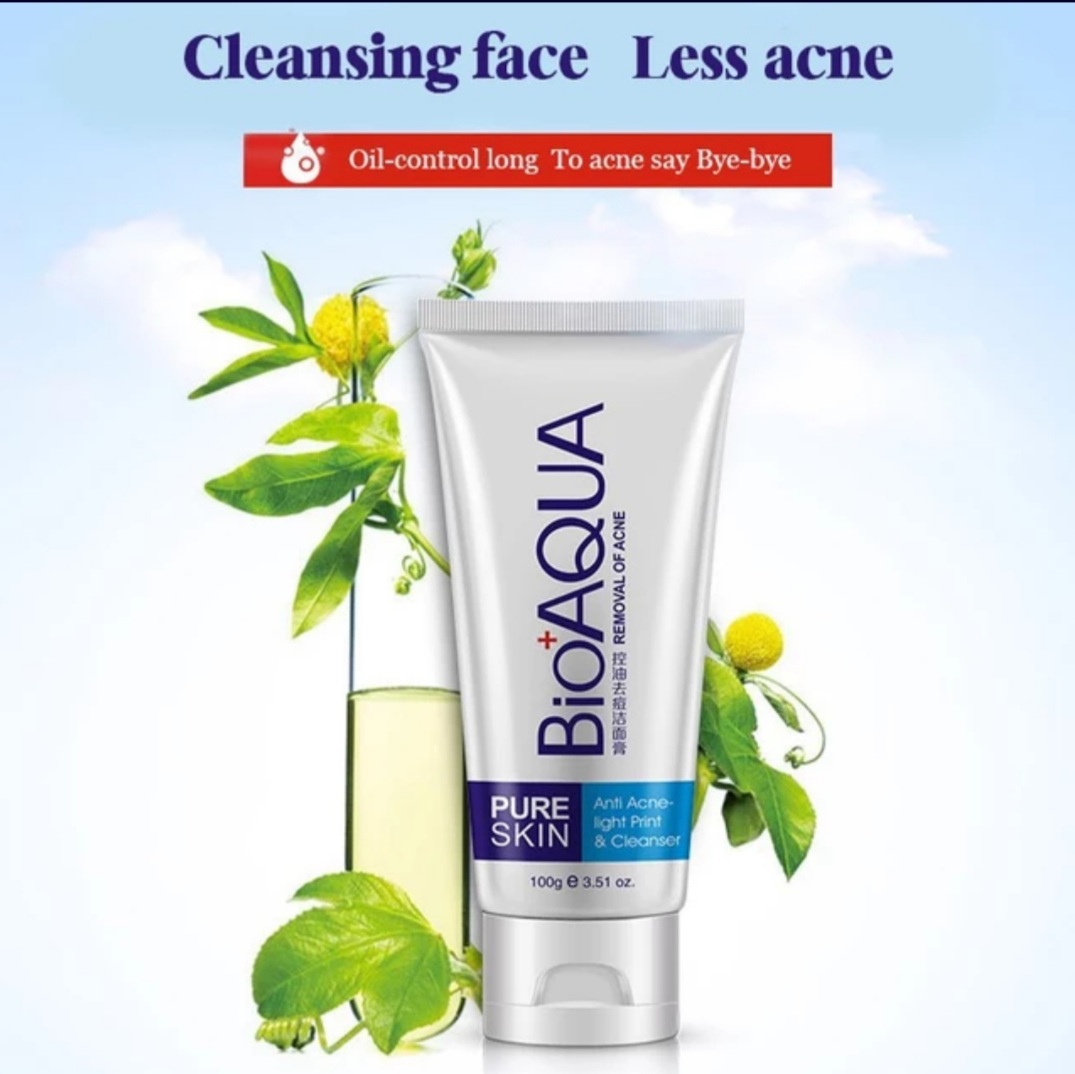 Cleansing face Less acne
Oil-control long To acne say Bye-bye
BioAQUA
REMOVAL OF ACNE
控油去痘洁面膏
PURE
SKIN
Anti Acne-
light Print
& Cleanser
100g e 3.51 oz.